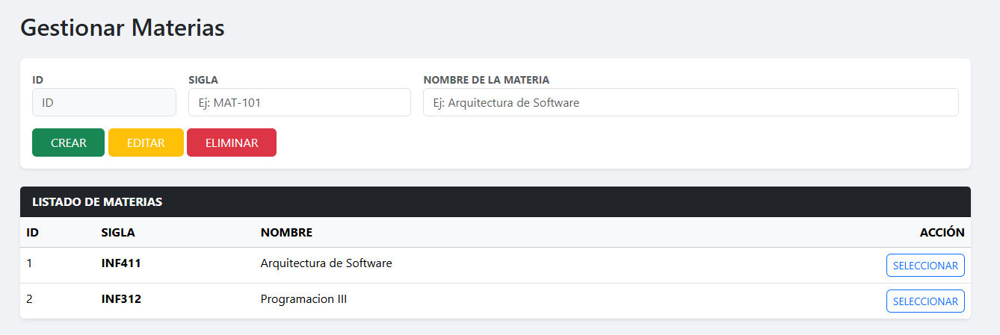 Gestionar Materias
ID SIGLA NOMBRE DE LA MATERIA
ID Ej: MAT-101 Ej: Arquitectura de Software
CREAR EDITAR ELIMINAR
LISTADO DE MATERIAS
ID SIGLA NOMBRE ACCIÓN
1 INF411 Arquitectura de Software SELECCIONAR
2 INF312 Programacion III SELECCIONAR